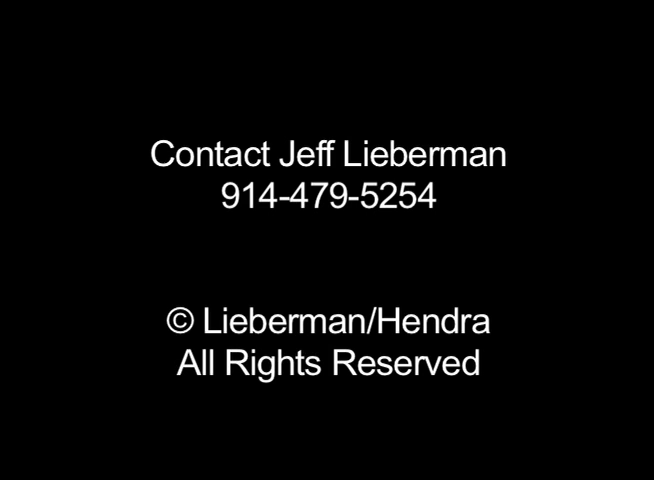 Contact Jeff Lieberman
914-479-5254
© Lieberman/Hendra
All Rights Reserved